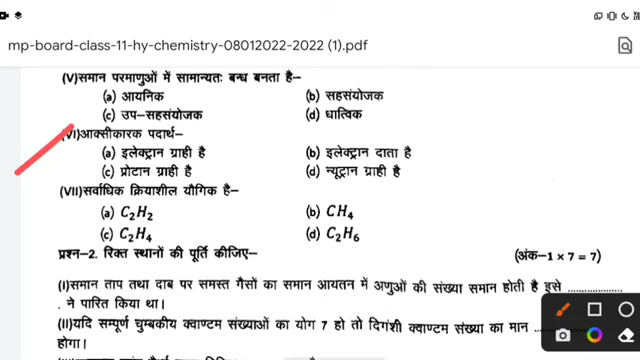 mp-board-class-11-hy-chemistry-08012022-2022 (1).pdf
(V)समान परमाणुओं में सामान्यतः बन्ध बनता है–
(a) आयनिक (b) सहसंयोजक
(c) उप-सहसंयोजक (d) धात्विक
(VI)आक्सीकारक पदार्थ-
(a) इलेक्ट्रान ग्राही है (b) इलेक्ट्रान दाता है
(c) प्रोटान ग्राही है (d) न्यूट्रान ग्राही है
(VII) सर्वाधिक क्रियाशील यौगिक है-
(a) C₂H₂ (b) CH₄
(c) C₂H₄ (d) C₂H₆
प्रश्न-2. रिक्त स्थानों की पूर्ति कीजिए– (अंक–1 × 7 = 7)
(I)समान ताप तथा दाब पर समस्त गैसों का समान आयतन में अणुओं की संख्या समान होती है इसे ...................
. ने पारित किया था।
(II)यदि सम्पूर्ण चुम्बकीय क्वाण्टम संख्याओं का योग 7 हो तो दिगंशी क्वाण्टम संख्या का मान ........
होगा।